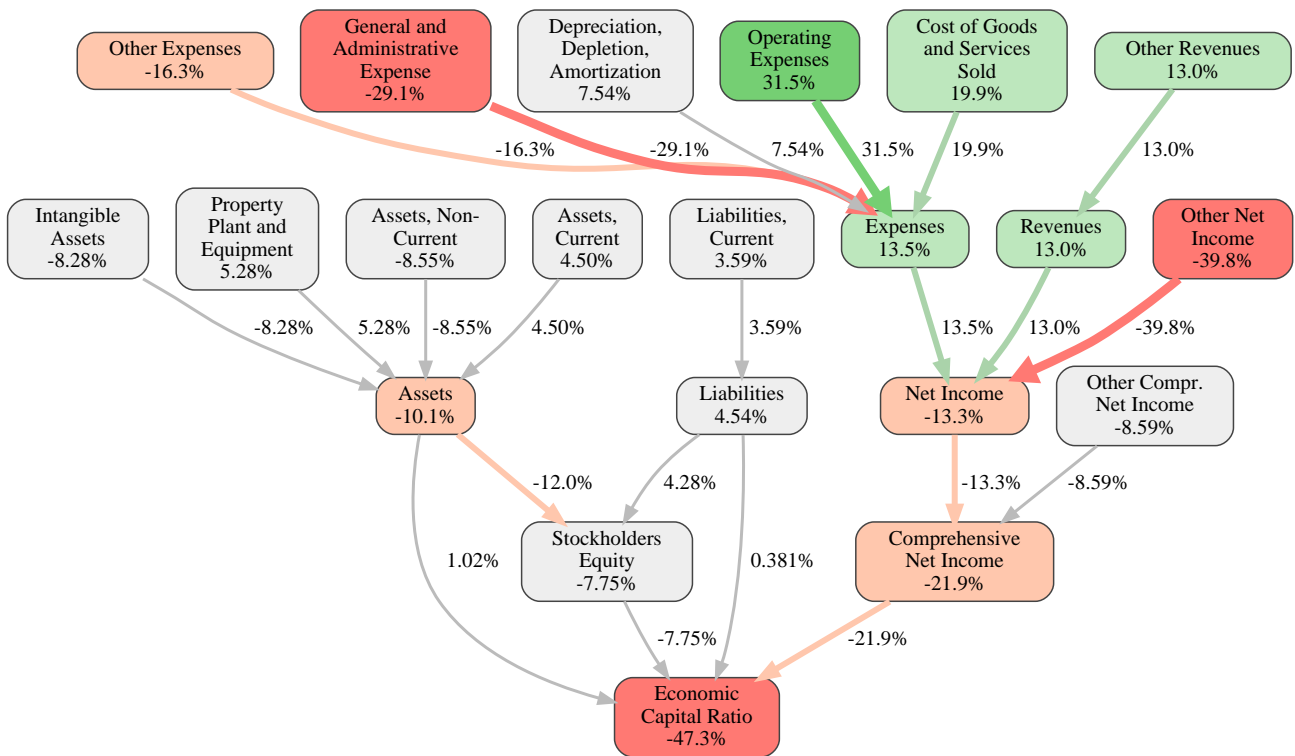 Other Expenses
-16.3%
General and
Administrative
Expense
-29.1%
Depreciation,
Depletion,
Amortization
7.54%
Operating
Expenses
31.5%
Cost of Goods
and Services
Sold
19.9%
Other Revenues
13.0%
-16.3%
-29.1%
7.54%
31.5%
19.9%
13.0%
Intangible
Assets
-8.28%
Property
Plant and
Equipment
5.28%
Assets, Non-
Current
-8.55%
Assets,
Current
4.50%
Liabilities,
Current
3.59%
Expenses
13.5%
Revenues
13.0%
Other Net
Income
-39.8%
-8.28%
5.28%
-8.55%
4.50%
3.59%
13.5%
13.0%
-39.8%
Assets
-10.1%
Liabilities
4.54%
Net Income
-13.3%
Other Compr.
Net Income
-8.59%
-12.0%
4.28%
-13.3%
-8.59%
1.02%
Stockholders
Equity
-7.75%
0.381%
Comprehensive
Net Income
-21.9%
-7.75%
-21.9%
Economic
Capital Ratio
-47.3%